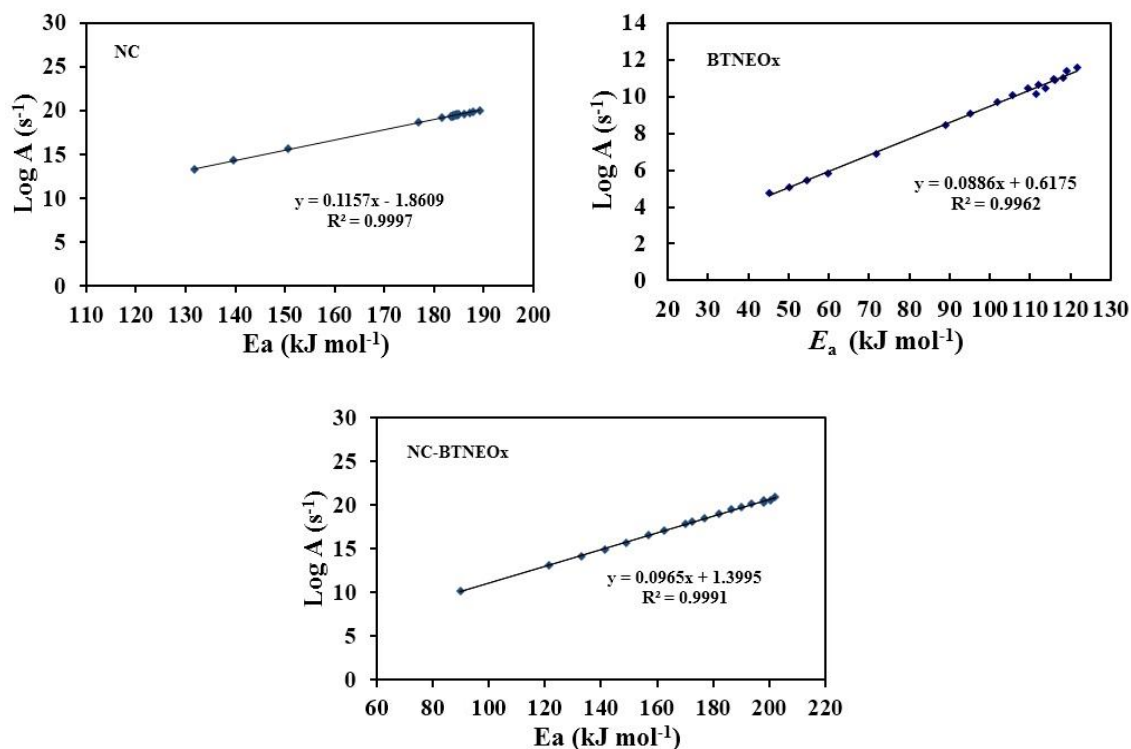 30
25
20
15
10
5
0
Log A (s-1)
NC
y = 0.1157x - 1.8609
R² = 0.9997
110 120 130 140 150 160 170 180 190 200
Ea (kJ mol-1)
14
12
10
8
6
4
2
0
Log A (s-1)
BTNEOx
y = 0.0886x + 0.6175
R² = 0.9962
20 30 40 50 60 70 80 90 100 110 120 130
Ea (kJ mol-1)
30
25
20
15
10
5
0
Log A (s-1)
NC-BTNEOx
y = 0.0965x + 1.3995
R² = 0.9991
60 80 100 120 140 160 180 200 220
Ea (kJ mol-1)